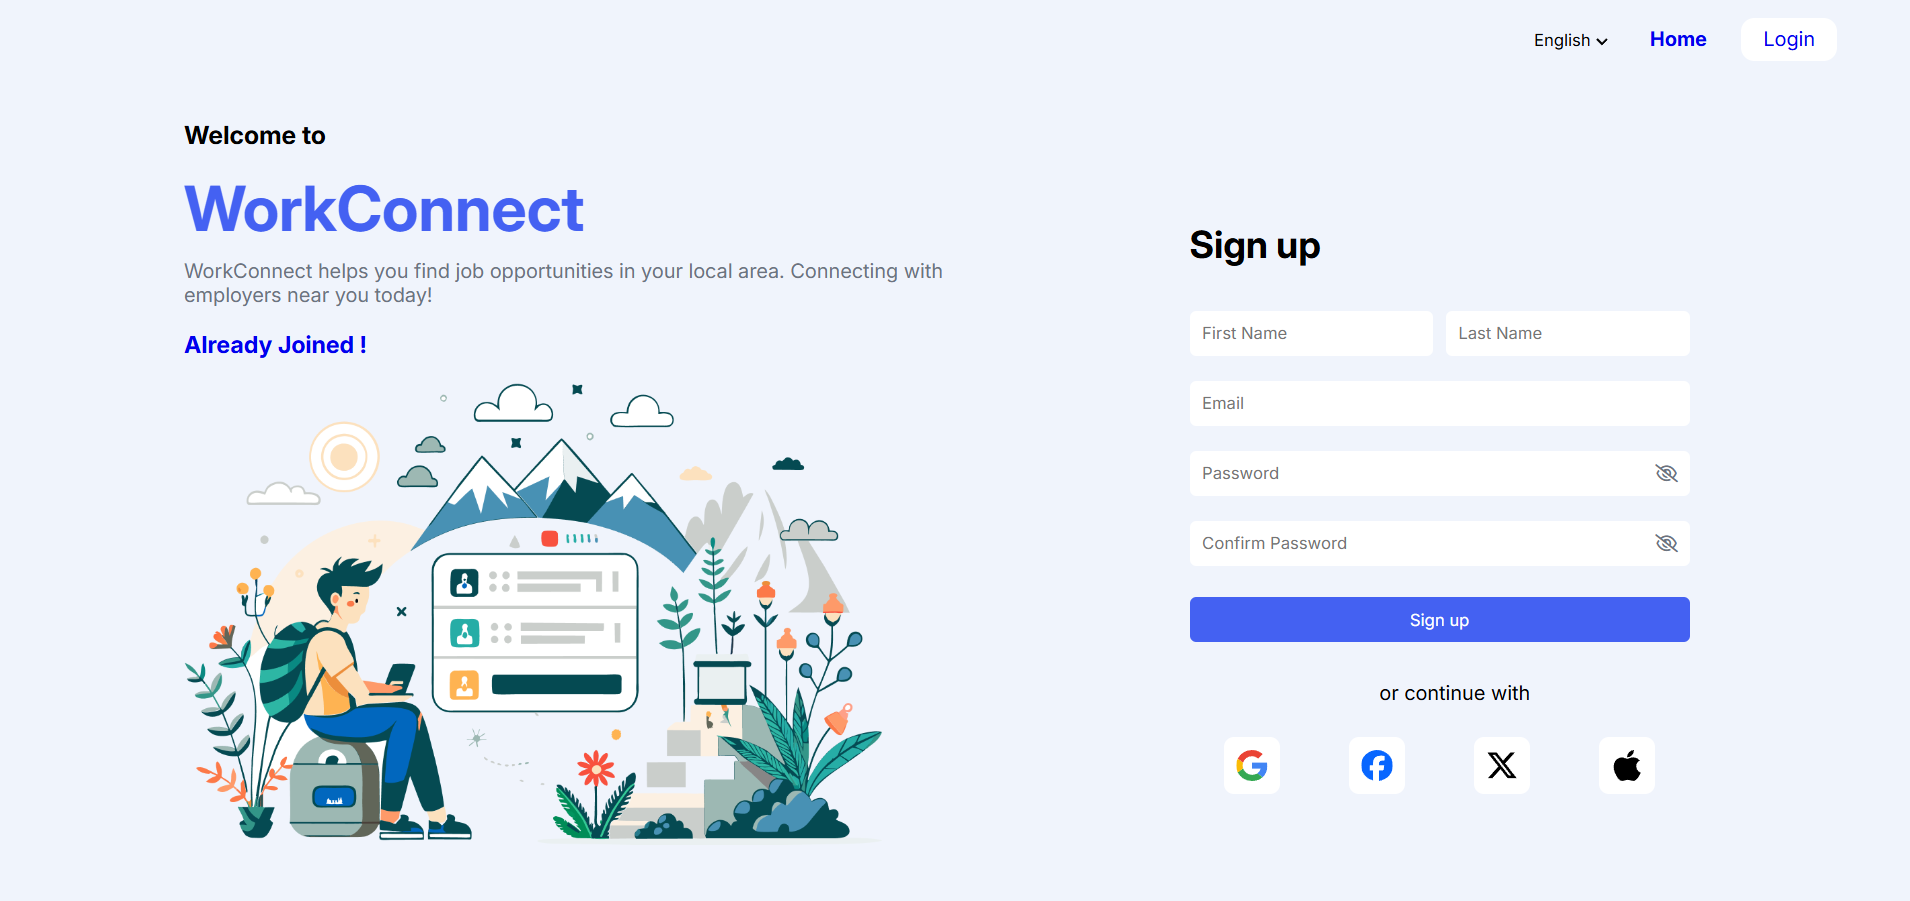 English
Home
Login
Welcome to
WorkConnect
WorkConnect helps you find job opportunities in your local area. Connecting with
employers near you today!
Already Joined !
Sign up
First Name
Last Name
Email
Password
Confirm Password
Sign up
or continue with